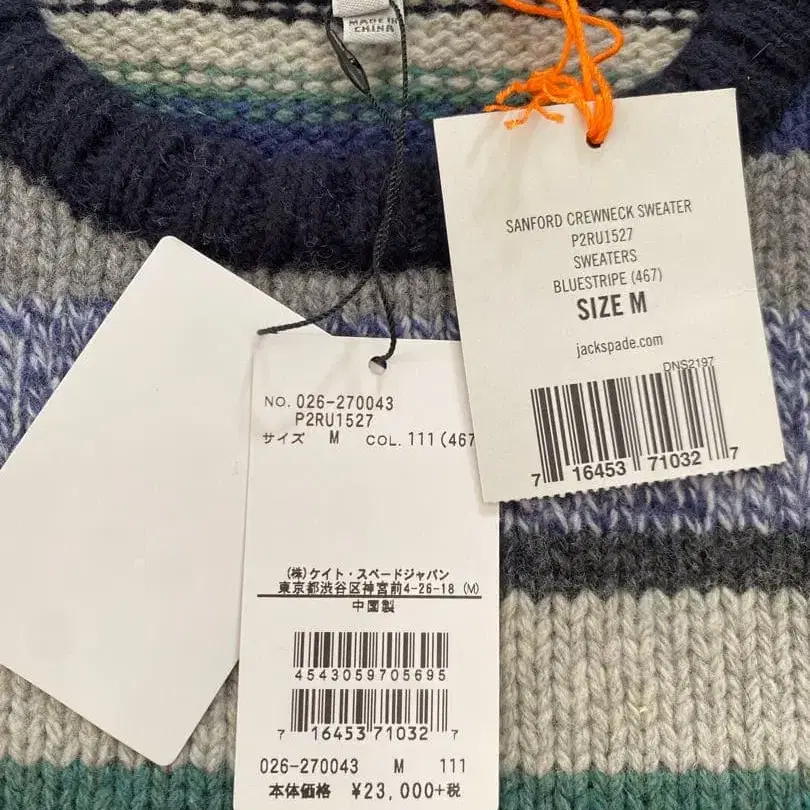 MADE IN
CHINA
SANFORD CREWNECK SWEATER
P2RU1527
SWEATERS
BLUESTRIPE (467)
SIZE M
jackspade.com
DNS2197
7 16453 71032 7
NO. 026-270043
P2RU1527
サイズ M COL. 111(467
(株)ケイト・スペードジャパン
東京都渋谷区神宮前4-26-18 (M)
中国製
4543059705695
7 16453 71032 7
026-270043 M 111
本体価格 ¥23,000+税